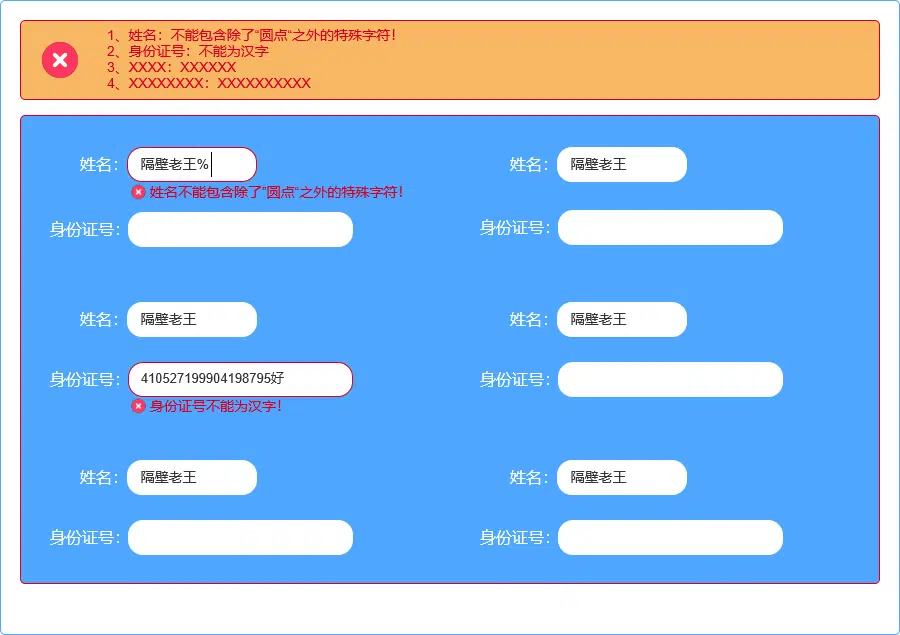 1、姓名：不能包含除了"圆点"之外的特殊字符！
2、身份证号：不能为汉字
3、XXXX：XXXXXX
4、XXXXXXXX：XXXXXXXXXX
姓名： 隔壁老王% 姓名： 隔壁老王
姓名不能包含除了"圆点"之外的特殊字符！
身份证号： 身份证号：
姓名： 隔壁老王 姓名： 隔壁老王
身份证号： 410527199904198795好 身份证号：
身份证号不能为汉字！
姓名： 隔壁老王 姓名： 隔壁老王
身份证号： 身份证号：